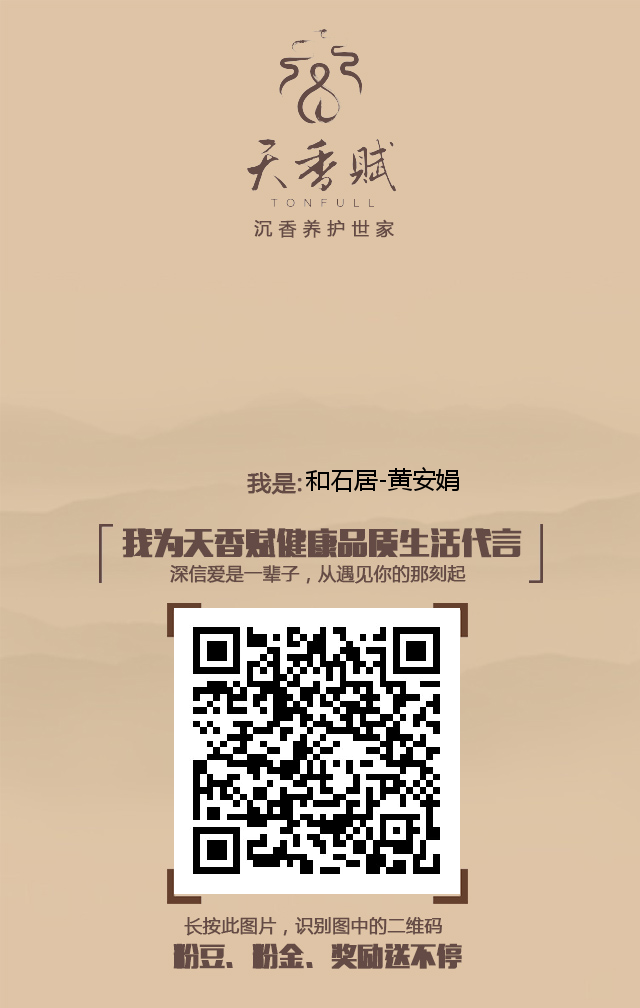 天香赋
TONFULL
沉香养护世家
我是:和石居-黄安娟
我为天香赋健康品质生活代言
深信爱是一辈子，从遇见你的那刻起
长按此图片，识别图中的二维码
粉豆、粉金、奖励送不停